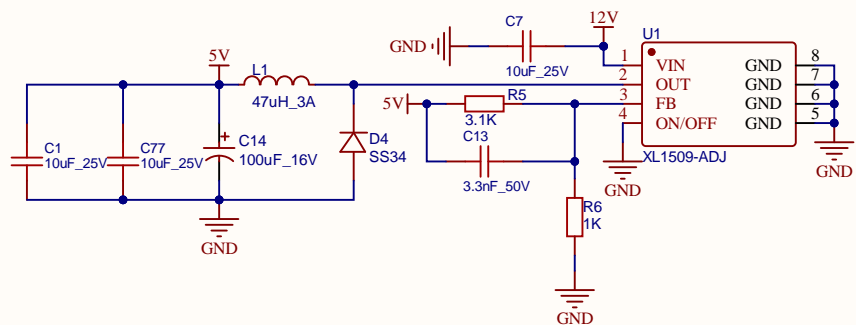 C7
12V
U1
GND
10uF_25V
1
VIN
GND
8
5V
L1
2
OUT
GND
7
47uH_3A
5V
R5
3
FB
GND
6
3.1K
4
ON/OFF
GND
5
C13
C14
D4
100uF_16V
SS34
C1
10uF_25V
C77
10uF_25V
XL1509-ADJ
3.3nF_50V
GND
GND
R6
1K
GND
GND